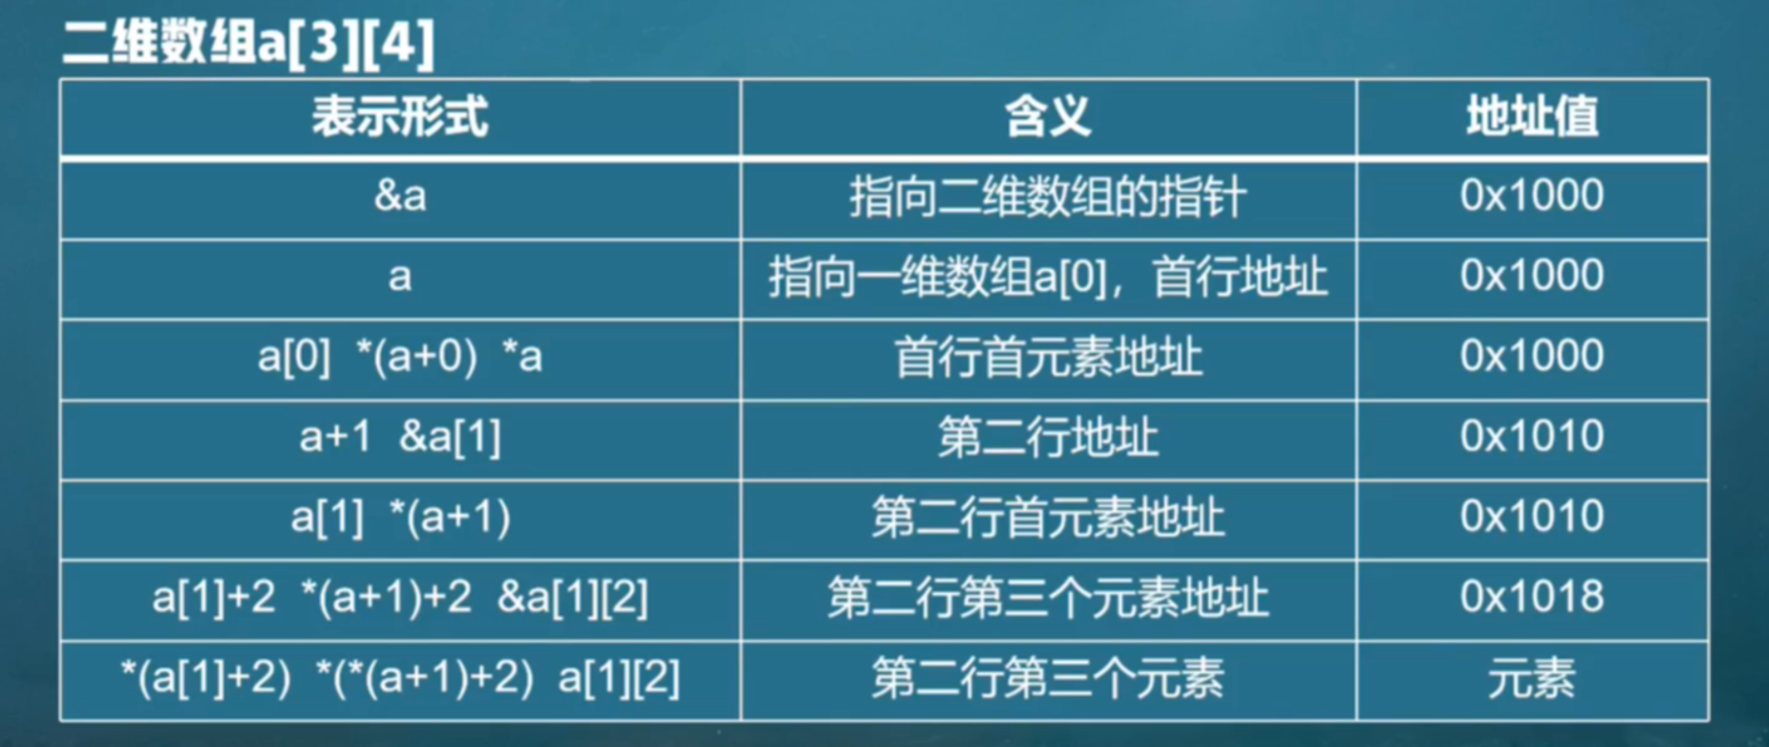 二维数组a[3][4]
表示形式 含义 地址值
&a 指向二维数组的指针 0x1000
a 指向一维数组a[0]，首行地址 0x1000
a[0] *(a+0) *a 首行首元素地址 0x1000
a+1 &a[1] 第二行地址 0x1010
a[1] *(a+1) 第二行首元素地址 0x1010
a[1]+2 *(a+1)+2 &a[1][2] 第二行第三个元素地址 0x1018
*(a[1]+2) *(*(a+1)+2) a[1][2] 第二行第三个元素 元素